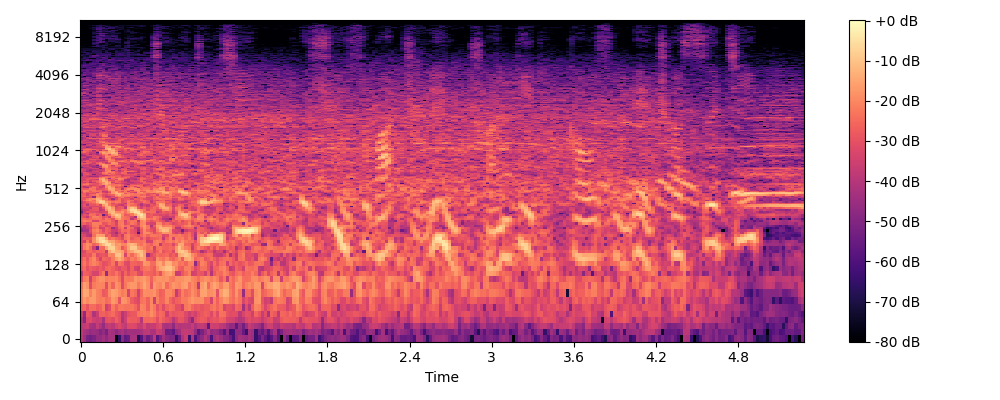 8192
4096
2048
1024
512
256
128
64
0
Hz
0 0.6 1.2 1.8 2.4 3 3.6 4.2 4.8
Time
+0 dB
-10 dB
-20 dB
-30 dB
-40 dB
-50 dB
-60 dB
-70 dB
-80 dB